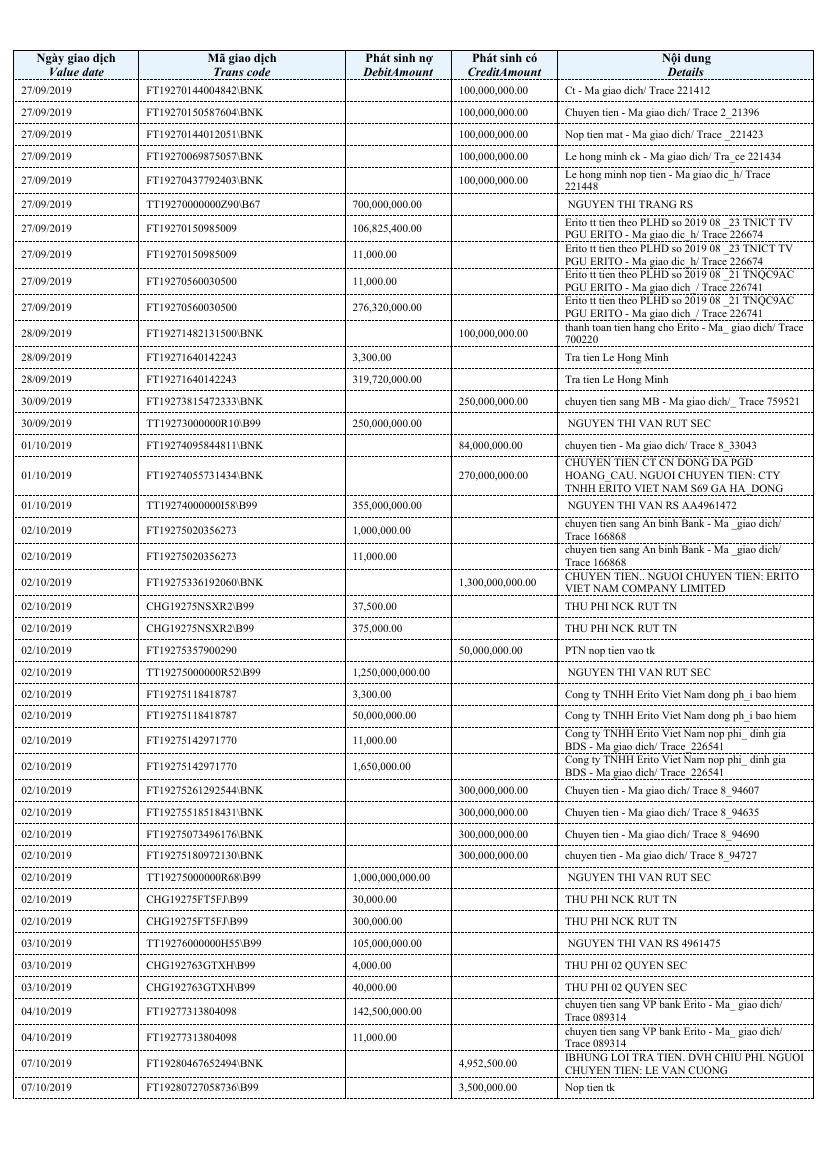 Ngày giao dịch Mã giao dịch Phát sinh nợ Phát sinh có Nội dung
Value date Trans code DebitAmount CreditAmount Details
27/09/2019 FT19270144004842\BNK 100,000,000.00 Ct - Ma giao dich/ Trace 221412
27/09/2019 FT19270150587604\BNK 100,000,000.00 Chuyen tien - Ma giao dich/ Trace 2_21396
27/09/2019 FT19270144012051\BNK 100,000,000.00 Nop tien mat - Ma giao dich/ Trace _221423
27/09/2019 FT19270069875057\BNK 100,000,000.00 Le hong minh ck - Ma giao dich/ Tra_ce 221434
27/09/2019 FT19270437792403\BNK 100,000,000.00 Le hong minh nop tien - Ma giao dic_h/ Trace
221448
27/09/2019 TT19270000000Z90\B67 700,000,000.00 NGUYEN THI TRANG RS
27/09/2019 FT19270150985009 106,825,400.00 Erito tt tien theo PLHD so 2019 08 _23 TNICT TV
PGU ERITO - Ma giao dic_h/ Trace 226674
27/09/2019 FT19270150985009 11,000.00 Erito tt tien theo PLHD so 2019 08 _23 TNICT TV
PGU ERITO - Ma giao dic_h/ Trace 226674
27/09/2019 FT19270560030500 11,000.00 Erito tt tien theo PLHD so 2019 08 _21 TNQC9AC
PGU ERITO - Ma giao dich_/ Trace 226741
27/09/2019 FT19270560030500 276,320,000.00 Erito tt tien theo PLHD so 2019 08 _21 TNQC9AC
PGU ERITO - Ma giao dich_/ Trace 226741
28/09/2019 FT19271482131500\BNK 100,000,000.00 thanh toan tien hang cho Erito - Ma_ giao dich/ Trace
700220
28/09/2019 FT19271640142243 3,300.00 Tra tien Le Hong Minh
28/09/2019 FT19271640142243 319,720,000.00 Tra tien Le Hong Minh
30/09/2019 FT19273815472333\BNK 250,000,000.00 chuyen tien sang MB - Ma giao dich/_ Trace 759521
30/09/2019 TT19273000000R10\B99 250,000,000.00 NGUYEN THI VAN RUT SEC
01/10/2019 FT19274095844811\BNK 84,000,000.00 chuyen tien - Ma giao dich/ Trace 8_33043
01/10/2019 FT19274055731434\BNK 270,000,000.00 CHUYEN TIEN CT CN DONG DA PGD
HOANG_CAU. NGUOI CHUYEN TIEN: CTY
TNHH ERITO VIET NAM S69 GA HA_DONG
01/10/2019 TT19274000000I58\B99 355,000,000.00 NGUYEN THI VAN RS AA4961472
02/10/2019 FT19275020356273 1,000,000.00 chuyen tien sang An binh Bank - Ma _giao dich/
Trace 166868
02/10/2019 FT19275020356273 11,000.00 chuyen tien sang An binh Bank - Ma _giao dich/
Trace 166868
02/10/2019 FT19275336192060\BNK 1,300,000,000.00 CHUYEN TIEN.. NGUOI CHUYEN TIEN: ERITO
VIET NAM COMPANY LIMITED
02/10/2019 CHG19275NSXR2\B99 37,500.00 THU PHI NCK RUT TN
02/10/2019 CHG19275NSXR2\B99 375,000.00 THU PHI NCK RUT TN
02/10/2019 FT19275357900290 50,000,000.00 PTN nop tien vao tk
02/10/2019 TT19275000000R52\B99 1,250,000,000.00 NGUYEN THI VAN RUT SEC
02/10/2019 FT19275118418787 3,300.00 Cong ty TNHH Erito Viet Nam dong ph_i bao hiem
02/10/2019 FT19275118418787 50,000,000.00 Cong ty TNHH Erito Viet Nam dong ph_i bao hiem
02/10/2019 FT19275142971770 11,000.00 Cong ty TNHH Erito Viet Nam nop phi_ dinh gia
BDS - Ma giao dich/ Trace_226541
02/10/2019 FT19275142971770 1,650,000.00 Cong ty TNHH Erito Viet Nam nop phi_ dinh gia
BDS - Ma giao dich/ Trace_226541
02/10/2019 FT19275261292544\BNK 300,000,000.00 Chuyen tien - Ma giao dich/ Trace 8_94607
02/10/2019 FT19275518518431\BNK 300,000,000.00 Chuyen tien - Ma giao dich/ Trace 8_94635
02/10/2019 FT19275073496176\BNK 300,000,000.00 Chuyen tien - Ma giao dich/ Trace 8_94690
02/10/2019 FT19275180972130\BNK 300,000,000.00 chuyen tien - Ma giao dich/ Trace 8_94727
02/10/2019 TT19275000000R68\B99 1,000,000,000.00 NGUYEN THI VAN RUT SEC
02/10/2019 CHG19275FT5FJ\B99 30,000.00 THU PHI NCK RUT TN
02/10/2019 CHG19275FT5FJ\B99 300,000.00 THU PHI NCK RUT TN
03/10/2019 TT19276000000H55\B99 105,000,000.00 NGUYEN THI VAN RS 4961475
03/10/2019 CHG192763GTXH\B99 4,000.00 THU PHI 02 QUYEN SEC
03/10/2019 CHG192763GTXH\B99 40,000.00 THU PHI 02 QUYEN SEC
04/10/2019 FT19277313804098 142,500,000.00 chuyen tien sang VP bank Erito - Ma_ giao dich/
Trace 089314
04/10/2019 FT19277313804098 11,000.00 chuyen tien sang VP bank Erito - Ma_ giao dich/
Trace 089314
07/10/2019 FT19280467652494\BNK 4,952,500.00 IBHUNG LOI TRA TIEN. DVH CHIU PHI. NGUOI
CHUYEN TIEN: LE VAN CUONG
07/10/2019 FT19280727058736\B99 3,500,000.00 Nop tien tk